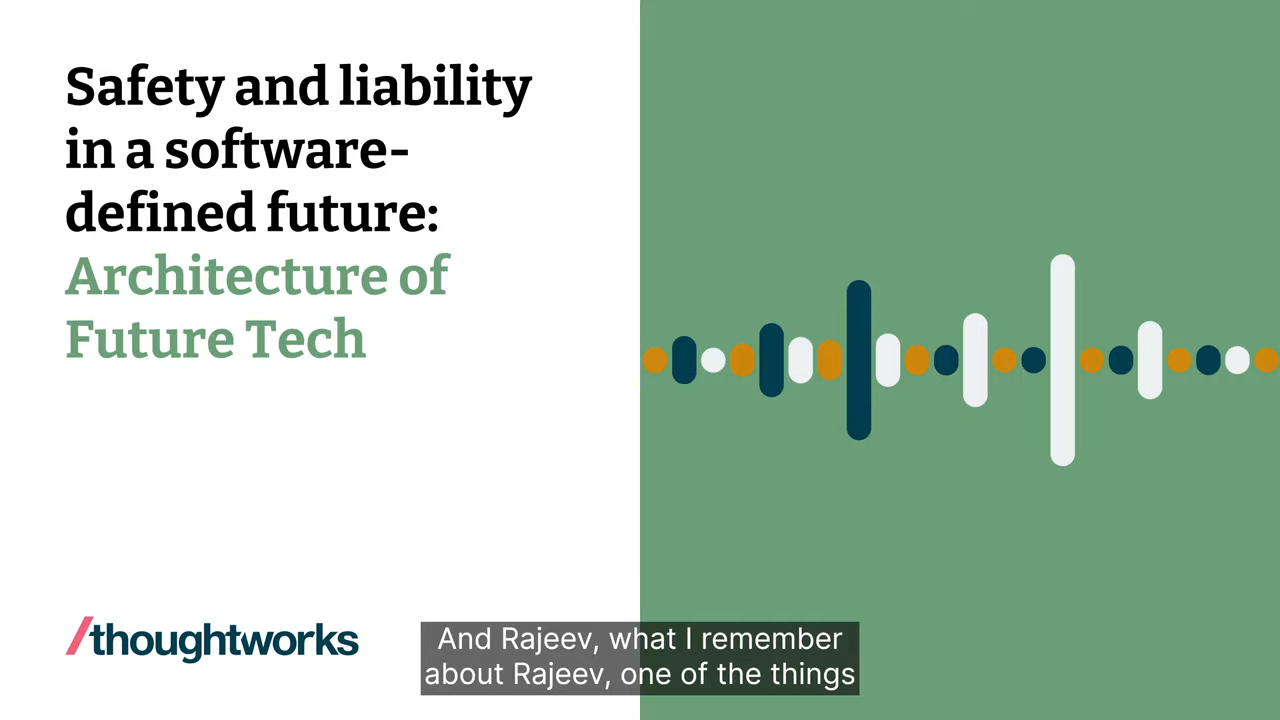 Safety and liability
in a software-
defined future:
Architecture of
Future Tech
/thoughtworks
And Rajeev, what I remember
about Rajeev, one of the things